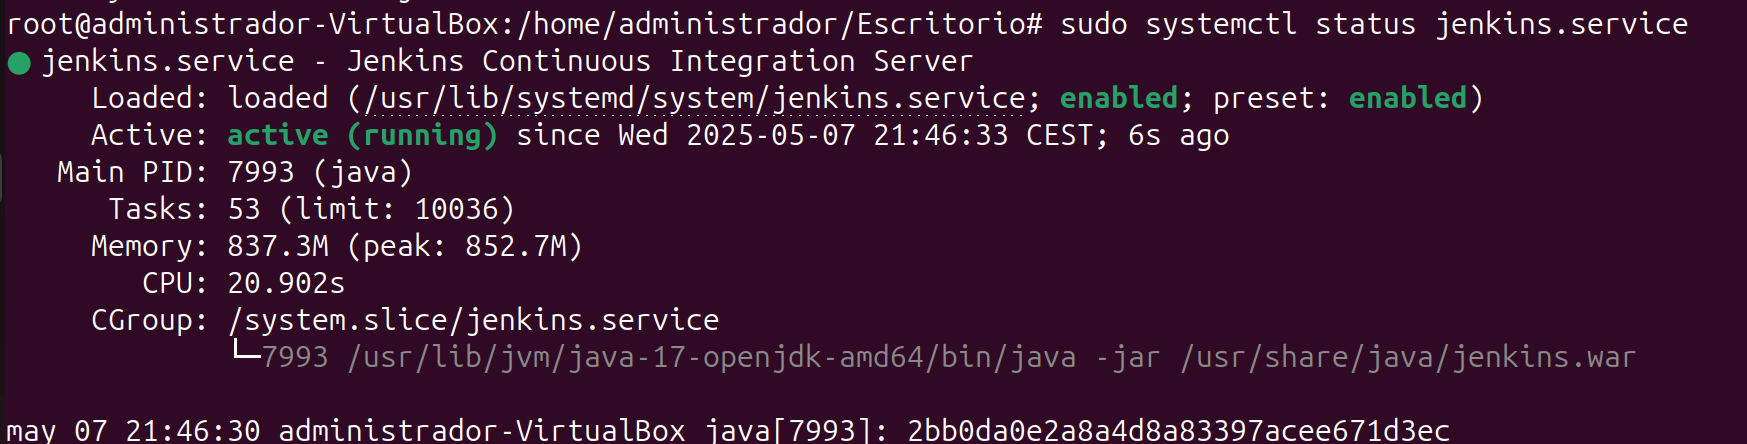 root@administrador-VirtualBox:/home/administrador/Escritorio# sudo systemctl status jenkins.service
● jenkins.service - Jenkins Continuous Integration Server
     Loaded: loaded (/usr/lib/systemd/system/jenkins.service; enabled; preset: enabled)
     Active: active (running) since Wed 2025-05-07 21:46:33 CEST; 6s ago
   Main PID: 7993 (java)
      Tasks: 53 (limit: 10036)
     Memory: 837.3M (peak: 852.7M)
        CPU: 20.902s
     CGroup: /system.slice/jenkins.service
             └─7993 /usr/lib/jvm/java-17-openjdk-amd64/bin/java -jar /usr/share/java/jenkins.war
may 07 21:46:30 administrador-VirtualBox java[7993]: 2bb0da0e2a8a4d8a83397acee671d3ec